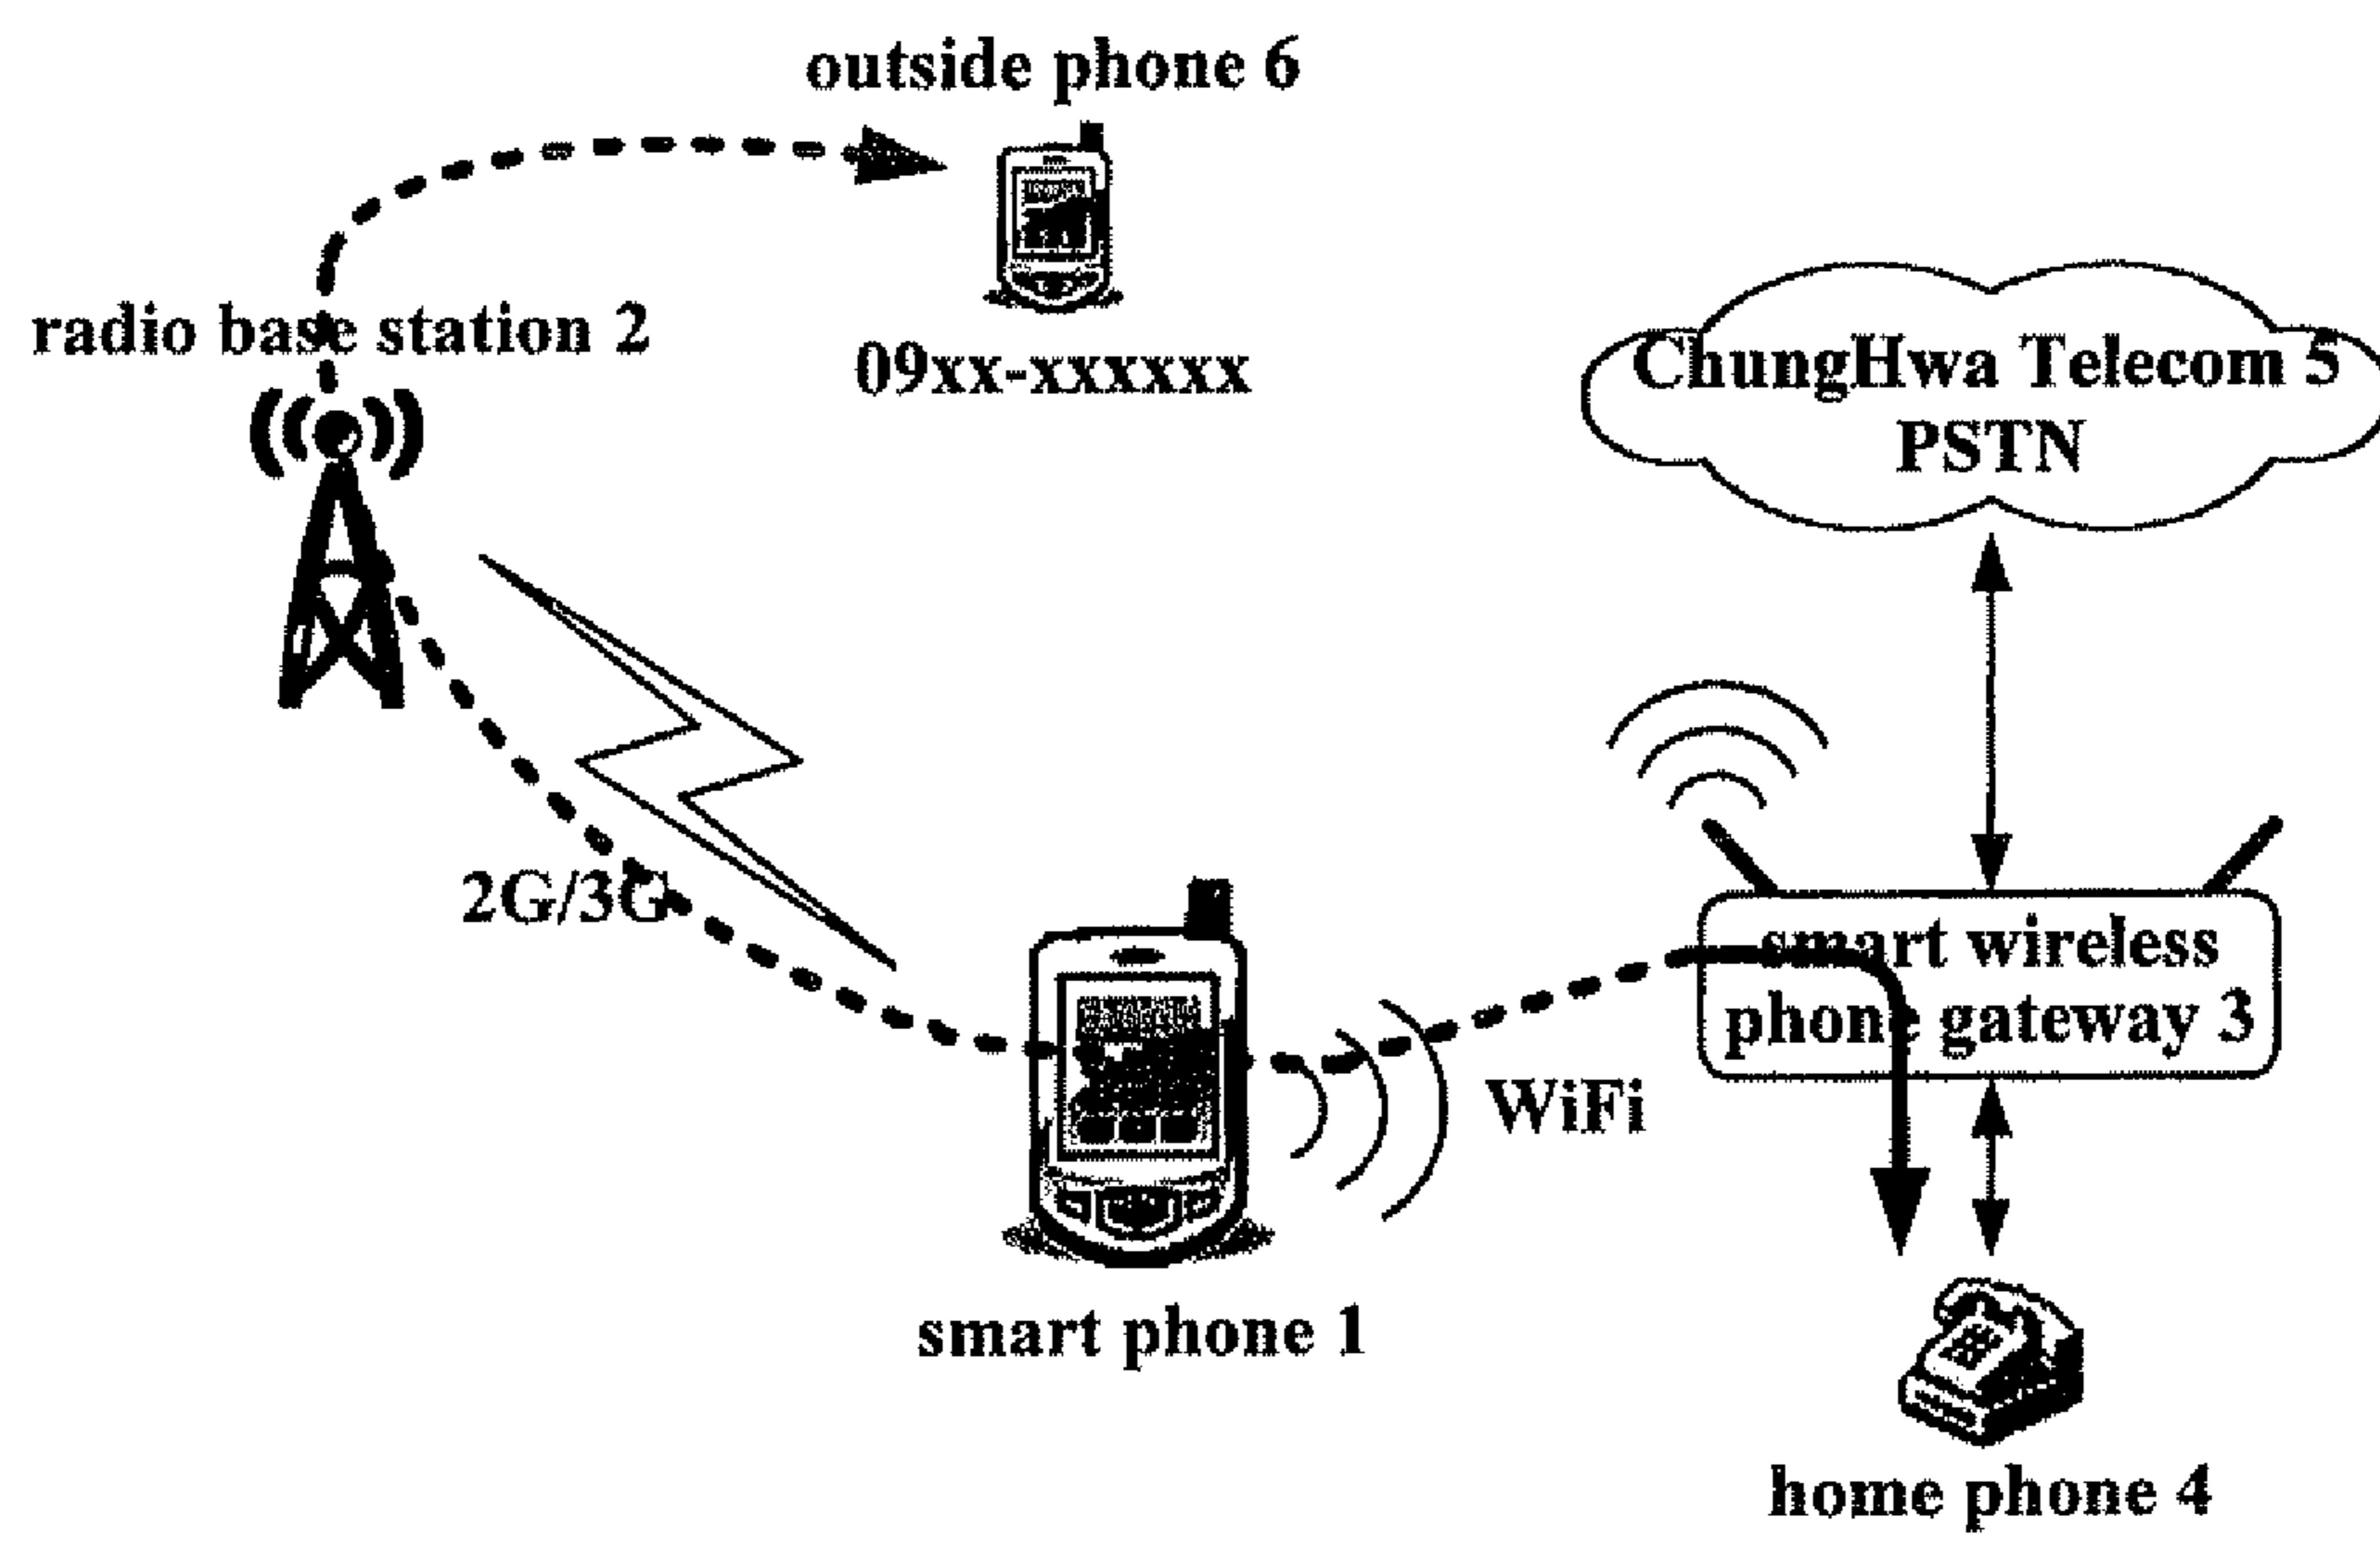 outside phone 6
09xx-xxxxxx
radio base station 2
ChungHwa Telecom 5
PSTN
2G/3G
smart wireless
phone gateway 3
WiFi
smart phone 1
home phone 4